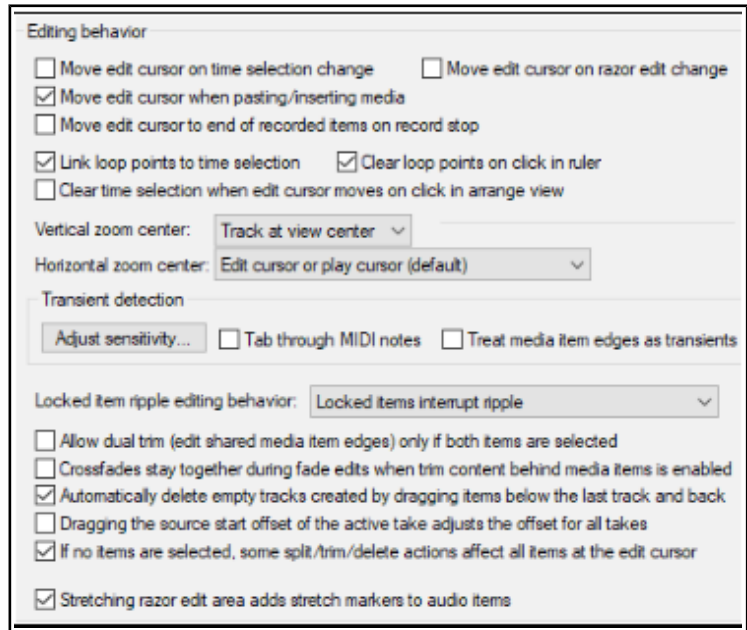 Editing behavior
Move edit cursor on time selection change Move edit cursor on razor edit change
Move edit cursor when pasting/inserting media
Move edit cursor to end of recorded items on record stop
Link loop points to time selection Clear loop points on click in ruler
Clear time selection when edit cursor moves on click in arrange view
Vertical zoom center: Track at view center
Horizontal zoom center: Edit cursor or play cursor (default)
Transient detection
Adjust sensitivity... Tab through MIDI notes Treat media item edges as transients
Locked item ripple editing behavior: Locked items interrupt ripple
Allow dual trim (edit shared media item edges) only if both items are selected
Crossfades stay together during fade edits when trim content behind media items is enabled
Automatically delete empty tracks created by dragging items below the last track and back
Dragging the source start offset of the active take adjusts the offset for all takes
If no items are selected, some split/trim/delete actions affect all items at the edit cursor
Stretching razor edit area adds stretch markers to audio items